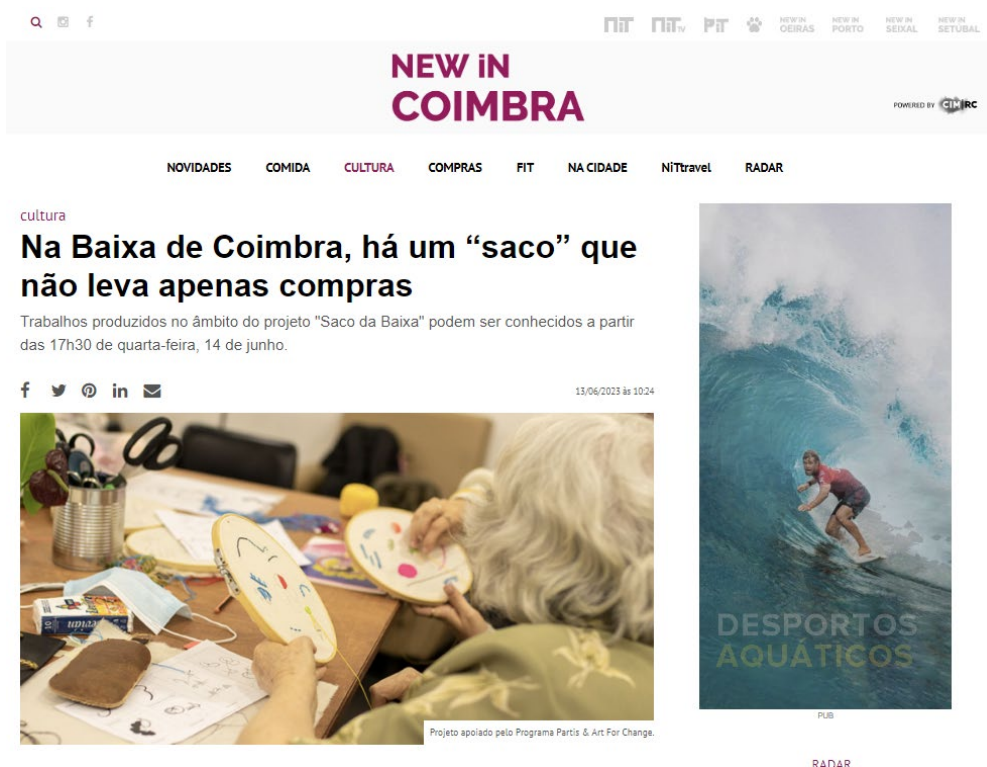 NiT NiTtv PiT NEW iN OEIRAS NEW iN PORTO NEW iN SEIXAL NEW iN SETÚBAL
NEW iN
COIMBRA
POWERED BY CIM RC
NOVIDADES COMIDA CULTURA COMPRAS FIT NA CIDADE NiTtravel RADAR
cultura
Na Baixa de Coimbra, há um “saco” que
não leva apenas compras
Trabalhos produzidos no âmbito do projeto "Saco da Baixa" podem ser conhecidos a partir
das 17h30 de quarta-feira, 14 de junho.
13/06/2023 às 10:24
Projeto apoiado pelo Programa Partis & Art For Change.
DESPORTOS
AQUÁTICOS
PUB
RADAR